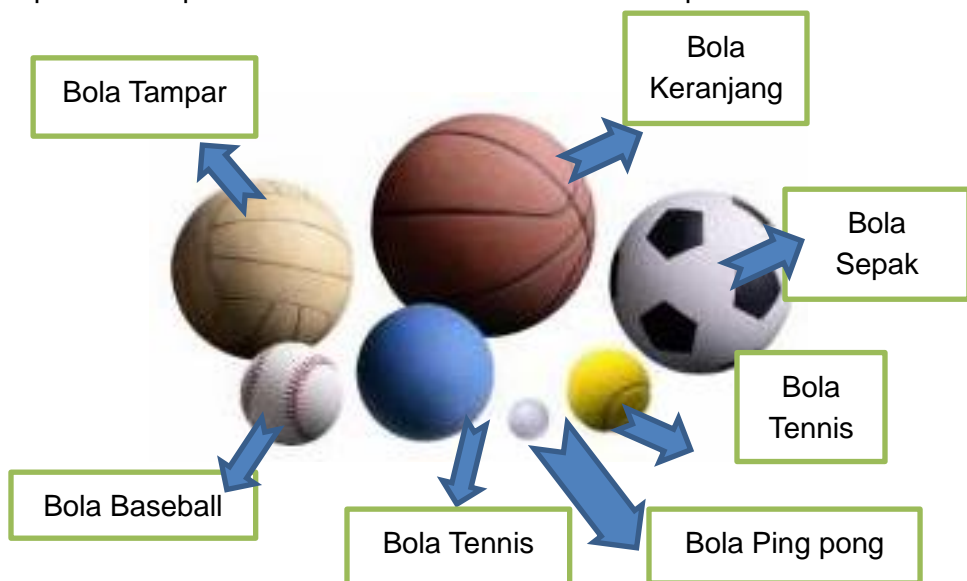 Bola
Keranjang
Bola Tampar
Bola
Sepak
Bola
Tennis
Bola Baseball
Bola Tennis
Bola Ping pong